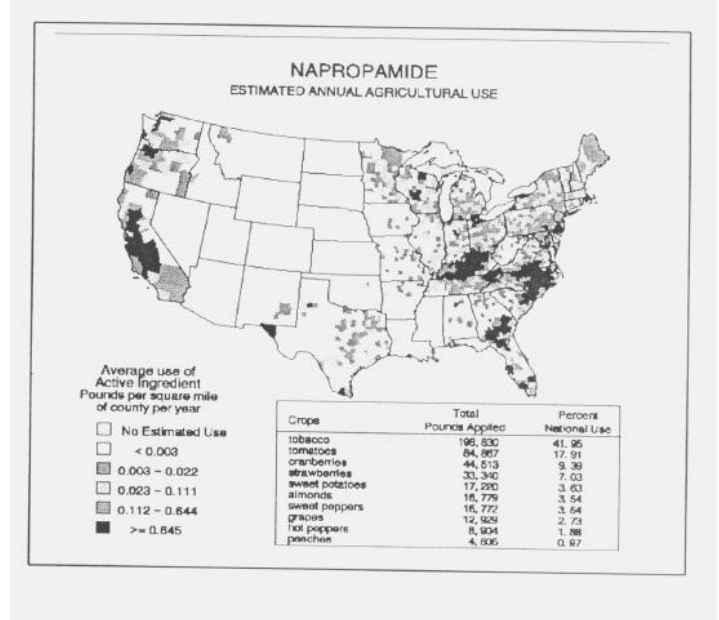 NAPROPAMIDE
ESTIMATED ANNUAL AGRICULTURAL USE
Average use of
Active Ingredient
Pounds per square mile
of county per year
No Estimated Use
< 0.003
0.003 - 0.022
0.023 - 0.111
0.112 - 0.644
>= 0.645
Crops Total Pounds Applied Percent National Use
tobacco 41.95
tomatoes 84,867 17.91
cranberries 44,513 9.39
strawberries 33,340 7.03
sweet potatoes 17,220 3.63
almonds 16,779 3.54
sweet peppers 16,772 3.54
grapes 12,929 2.73
hot peppers 8,904 1.88
peaches 4,606 0.97